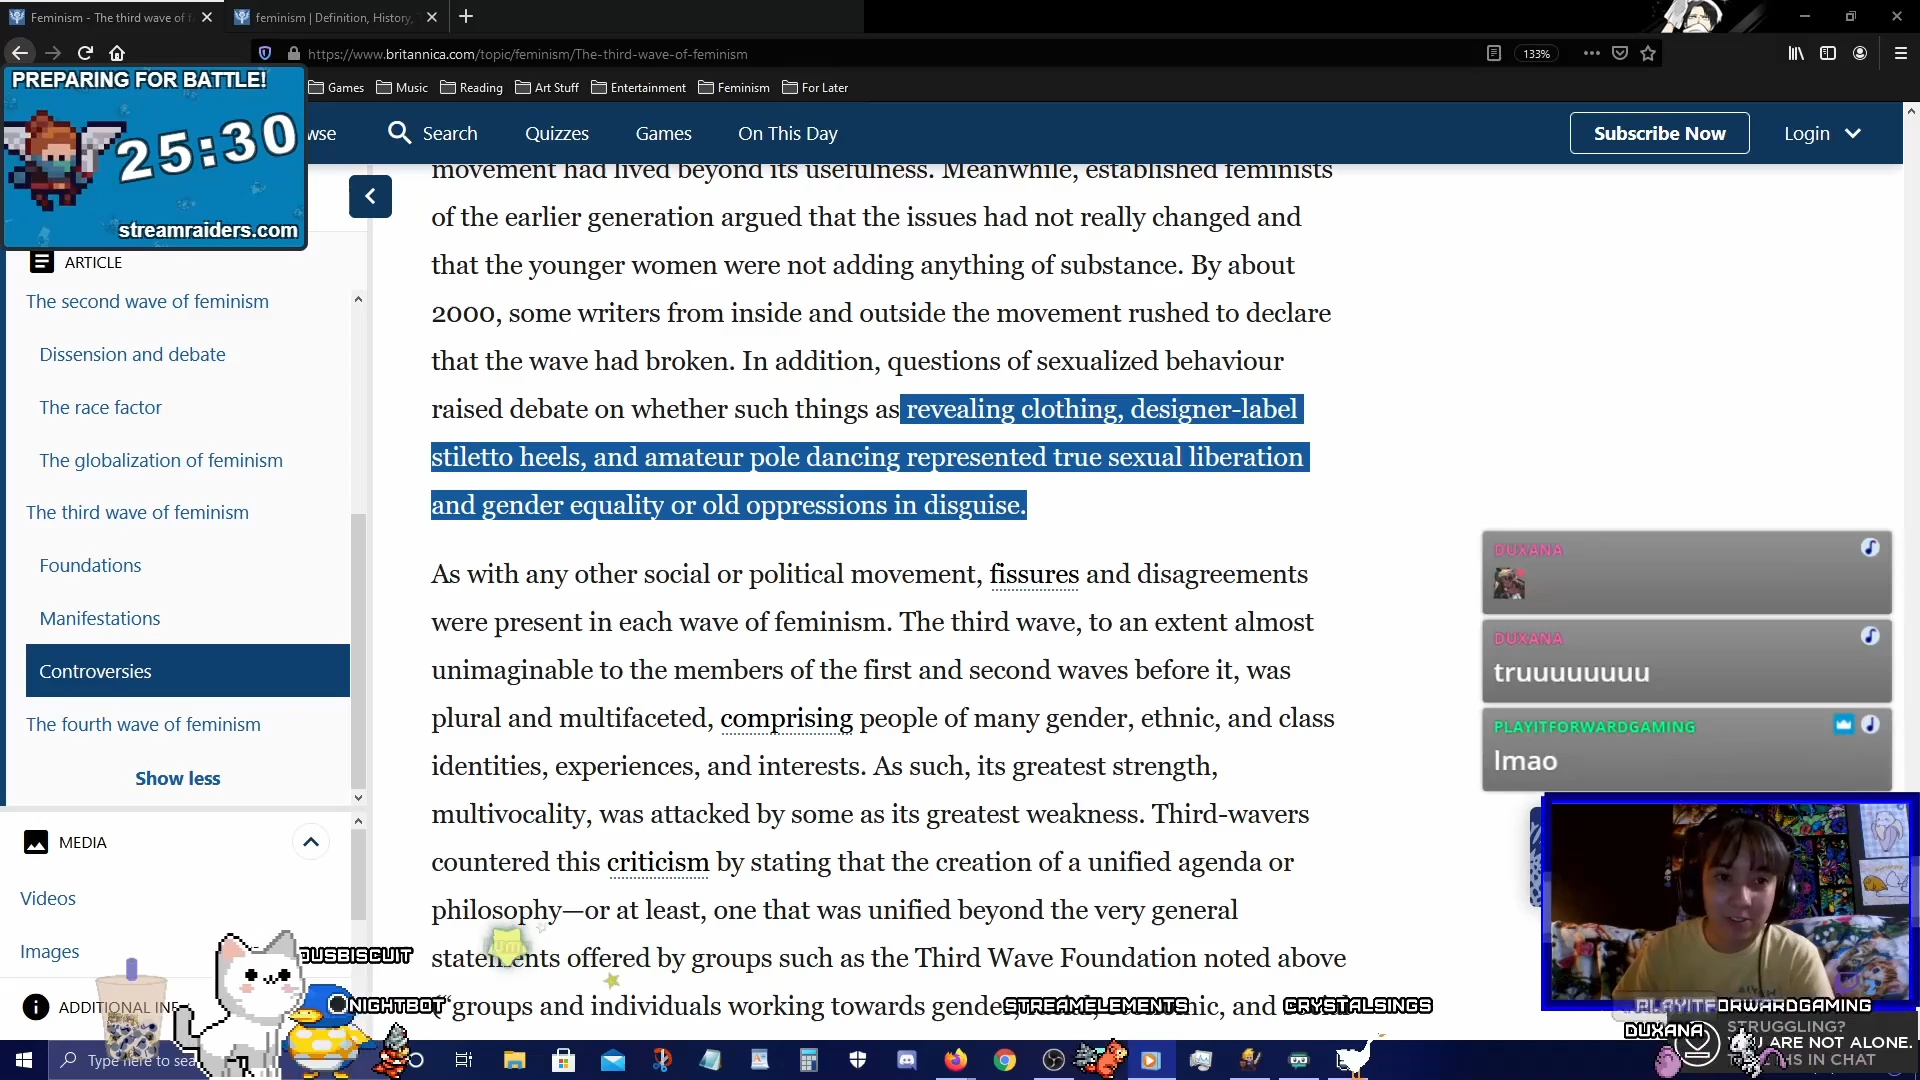 Feminism - The third wave of f
feminism | Definition, History,
https://www.britannica.com/topic/feminism/The-third-wave-of-feminism
133%
PREPARING FOR BATTLE!
25:30
streamraiders.com
Games
Music
Reading
Art Stuff
Entertainment
Feminism
For Later
wse
Search
Quizzes
Games
On This Day
Subscribe Now
Login
movement had lived beyond its usefulness. Meanwhile, established feminists
of the earlier generation argued that the issues had not really changed and
that the younger women were not adding anything of substance. By about
2000, some writers from inside and outside the movement rushed to declare
that the wave had broken. In addition, questions of sexualized behaviour
raised debate on whether such things as revealing clothing, designer-label
stiletto heels, and amateur pole dancing represented true sexual liberation
and gender equality or old oppressions in disguise.
As with any other social or political movement, fissures and disagreements
were present in each wave of feminism. The third wave, to an extent almost
unimaginable to the members of the first and second waves before it, was
plural and multifaceted, comprising people of many gender, ethnic, and class
identities, experiences, and interests. As such, its greatest strength,
multivocality, was attacked by some as its greatest weakness. Third-wavers
countered this criticism by stating that the creation of a unified agenda or
philosophy—or at least, one that was unified beyond the very general
statements offered by groups such as the Third Wave Foundation noted above
(“groups and individuals working towards gender, nic, and
ARTICLE
The second wave of feminism
Dissension and debate
The race factor
The globalization of feminism
The third wave of feminism
Foundations
Manifestations
Controversies
The fourth wave of feminism
Show less
MEDIA
Videos
Images
ADDITIONAL INF
DUXANA
DUXANA
truuuuuuuu
PLAYITFORWARDGAMING
lmao
OUSBISCUIT
NIGHTBOT
STREAMELEMENTS
CRYSTALSINGS
PLAYITFORWARDGAMING
DUXANA
STRUGGLING?
U ARE NOT ALONE.
HS IN CHAT
Type here to sea